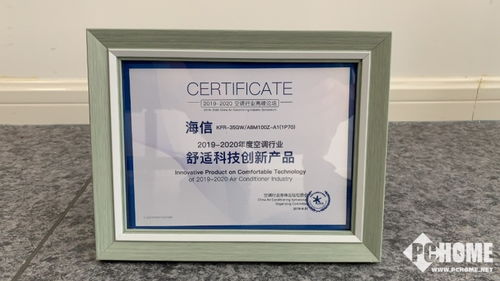 CERTIFICATE
2019-2020 空调行业高峰论坛
海信 KFR-35GW/A8M100Z-A1(1P70)
2019-2020年度空调行业
舒适科技创新产品
Innovative Product on Comfortable Technology
of 2019-2020 Air Conditioner Industry
PCHOME
WWW.PCHOME.NET